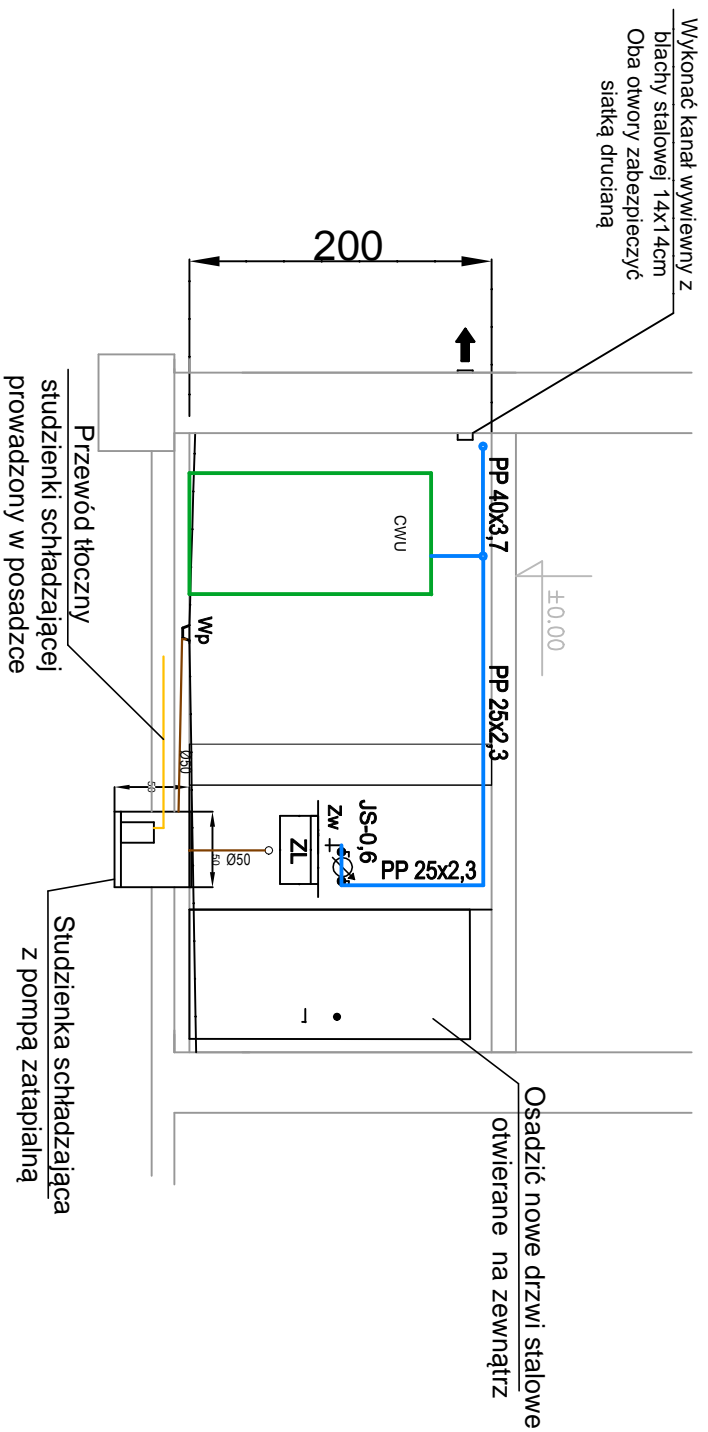 Wykonać kanał wywiewny z
blachy stalowej 14x14cm
Oba otwory zabezpieczyć
siatką drucianą
200
PP 40x3,7
±0.00
CWU
PP 25x2,3
Wp
Przewód tłoczny
studzienki schładzającej
prowadzony w posadzce
Ø50
50
50
Ø50
ZL
Zw
JS-0,6
PP 25x2,3
Studzienka schładzająca
z pompą zatapialną
Osadzić nowe drzwi stalowe
otwierane na zewnątrz